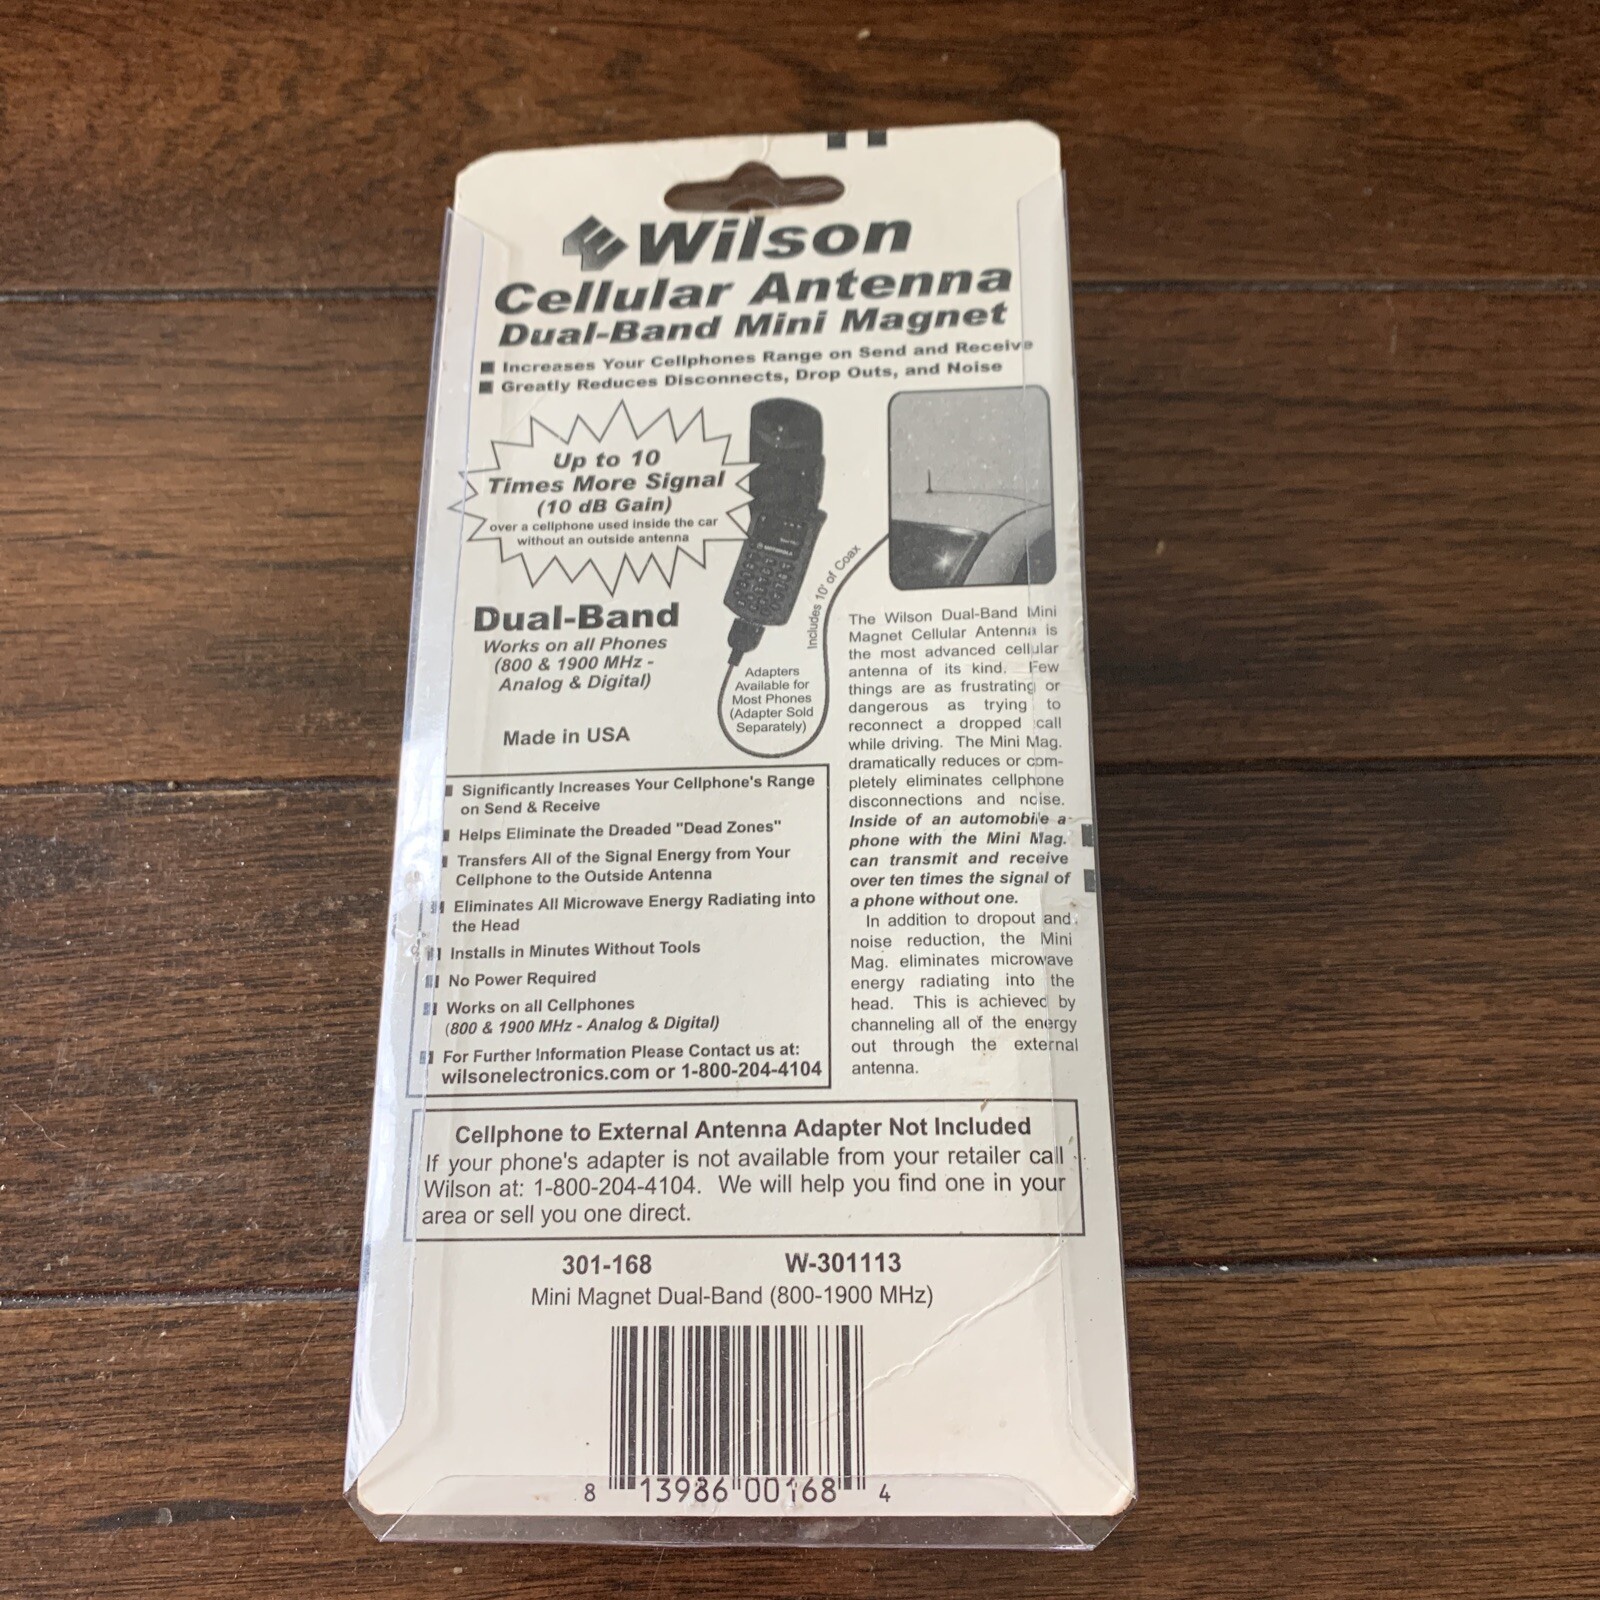 Wilson
Cellular Antenna
Dual-Band Mini Magnet
Increases Your Cellphones Range on Send and Receive
Greatly Reduces Disconnects, Drop Outs, and Noise
Up to 10
Times More Signal
(10 dB Gain)
over a cellphone used inside the car
without an outside antenna
Dual-Band
Works on all Phones
(800 & 1900 MHz -
Analog & Digital)
Made in USA
MOTOROLA
Includes 10' of Coax
Adapters
Available for
Most Phones
(Adapter Sold
Separately)
The Wilson Dual-Band Mini
Magnet Cellular Antenna is
the most advanced cellular
antenna of its kind. Few
things are as frustrating or
dangerous as trying to
reconnect a dropped call
while driving. The Mini Mag.
dramatically reduces or com-
pletely eliminates cellphone
disconnections and noise.
Inside of an automobile a
phone with the Mini Mag.
can transmit and receive
over ten times the signal of
a phone without one.
In addition to dropout and
noise reduction, the Mini
Mag. eliminates microwave
energy radiating into the
head. This is achieved by
channeling all of the energy
out through the external
antenna.
Significantly Increases Your Cellphone's Range
on Send & Receive
Helps Eliminate the Dreaded "Dead Zones"
Transfers All of the Signal Energy from Your
Cellphone to the Outside Antenna
Eliminates All Microwave Energy Radiating into
the Head
Installs in Minutes Without Tools
No Power Required
Works on all Cellphones
(800 & 1900 MHz - Analog & Digital)
For Further Information Please Contact us at:
wilsonelectronics.com or 1-800-204-4104
Cellphone to External Antenna Adapter Not Included
If your phone's adapter is not available from your retailer call
Wilson at: 1-800-204-4104. We will help you find one in your
area or sell you one direct.
301-168 W-301113
Mini Magnet Dual-Band (800-1900 MHz)
8 13986 00168 4